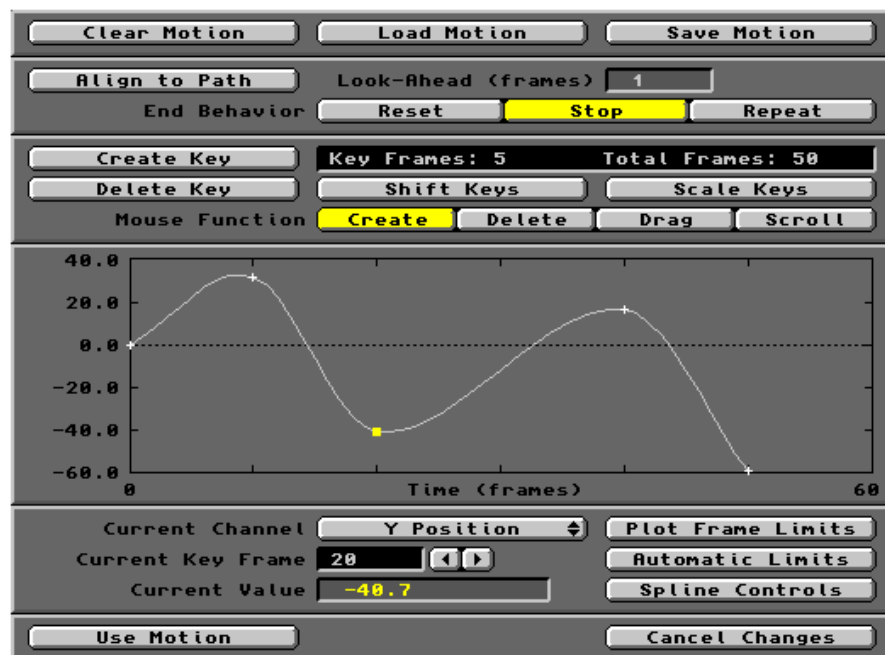 Clear Motion Load Motion Save Motion
Align to Path Look-Ahead (frames) 1
End Behavior Reset Stop Repeat
Create Key Key Frames: 5 Total Frames: 50
Delete Key Shift Keys Scale Keys
Mouse Function Create Delete Drag Scroll
40.0
20.0
0.0
-20.0
-40.0
-60.0
0 Time (frames) 60
Current Channel Y Position Plot Frame Limits
Current Key Frame 20 Automatic Limits
Current Value -40.7 Spline Controls
Use Motion Cancel Changes